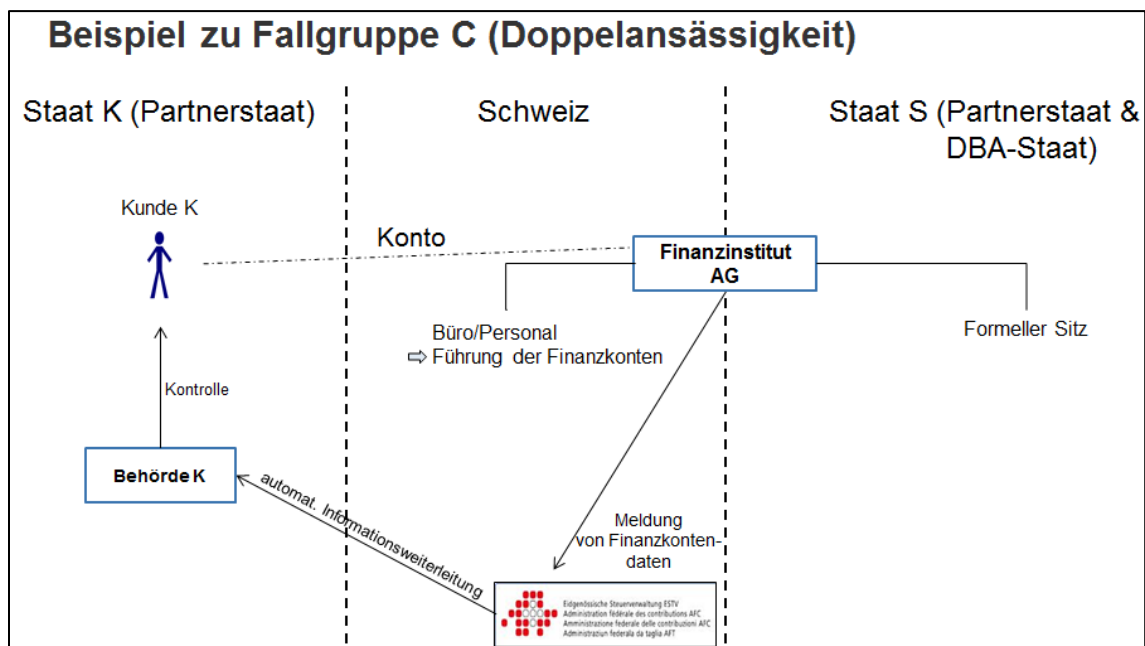 Beispiel zu Fallgruppe C (Doppelansässigkeit)
Staat K (Partnerstaat)
Schweiz
Staat S (Partnerstaat &
DBA-Staat)
Kunde K
Konto
Finanzinstitut
AG
Büro/Personal
⇨ Führung der Finanzkonten
Formeller Sitz
Kontrolle
Behörde K
automat. Informationsweiterleitung
Meldung
von Finanzkonten-
daten
Eidgenössische Steuerverwaltung ESTV
Administration fédérale des contributions AFC
Amministrazione federale delle contribuzioni AFC
Administraziun federala da taglia AFT